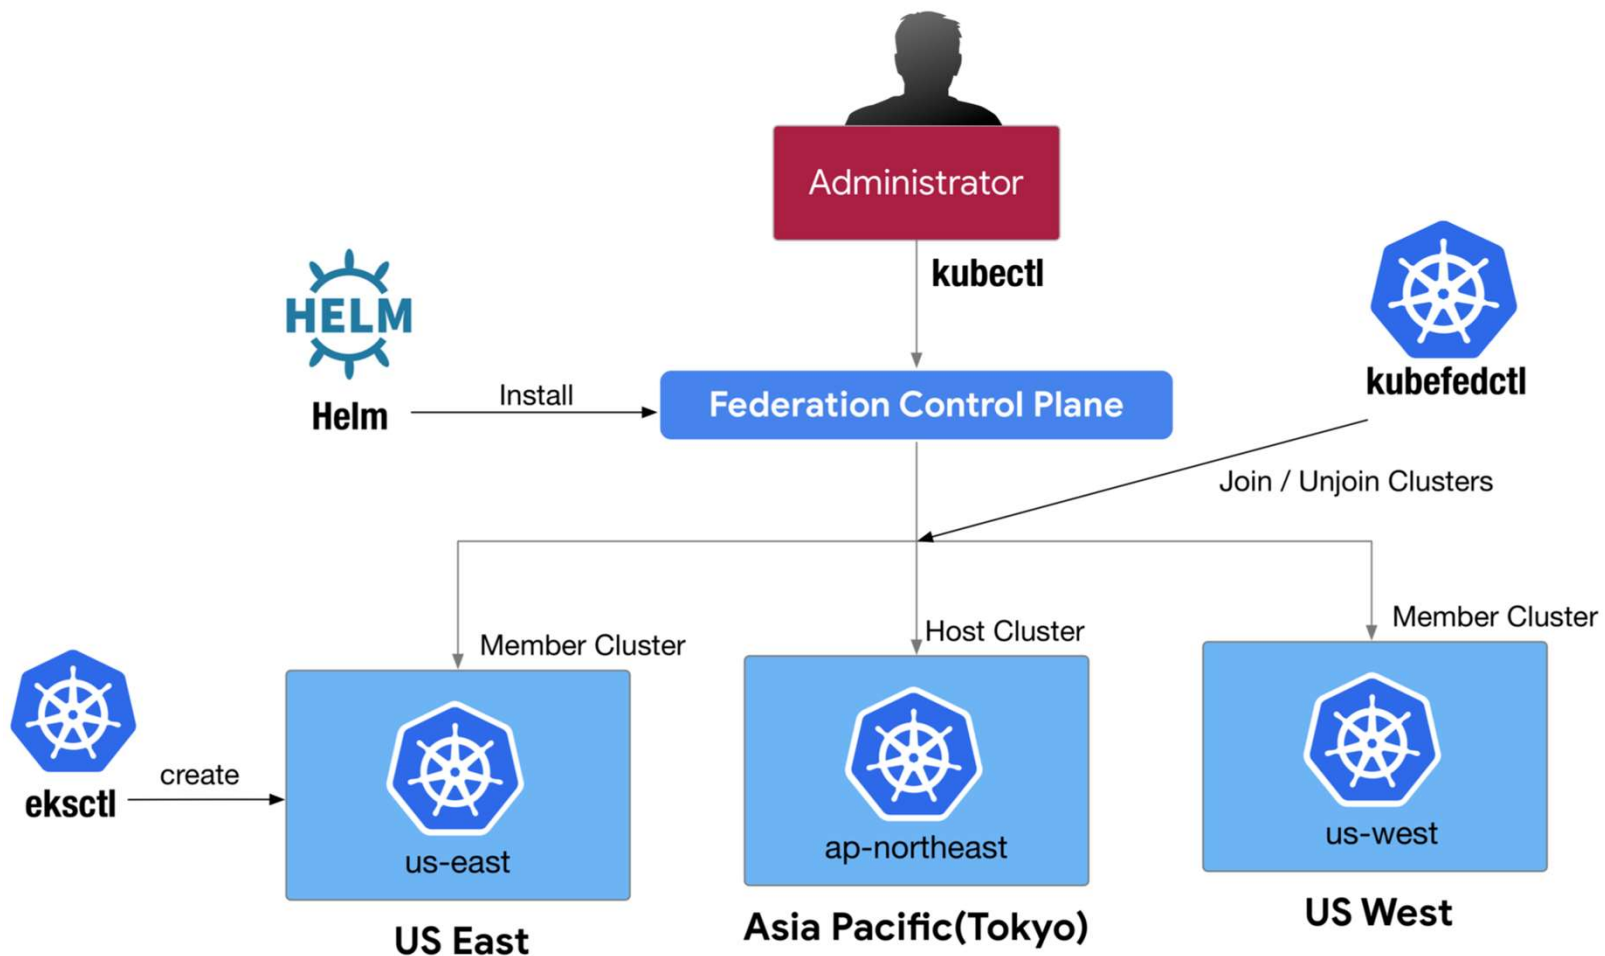 Administrator
kubectl
HELM
Helm
Install
Federation Control Plane
kubefedctl
Join / Unjoin Clusters
Member Cluster
Host Cluster
Member Cluster
eksctl
create
us-east
ap-northeast
us-west
US East
Asia Pacific(Tokyo)
US West